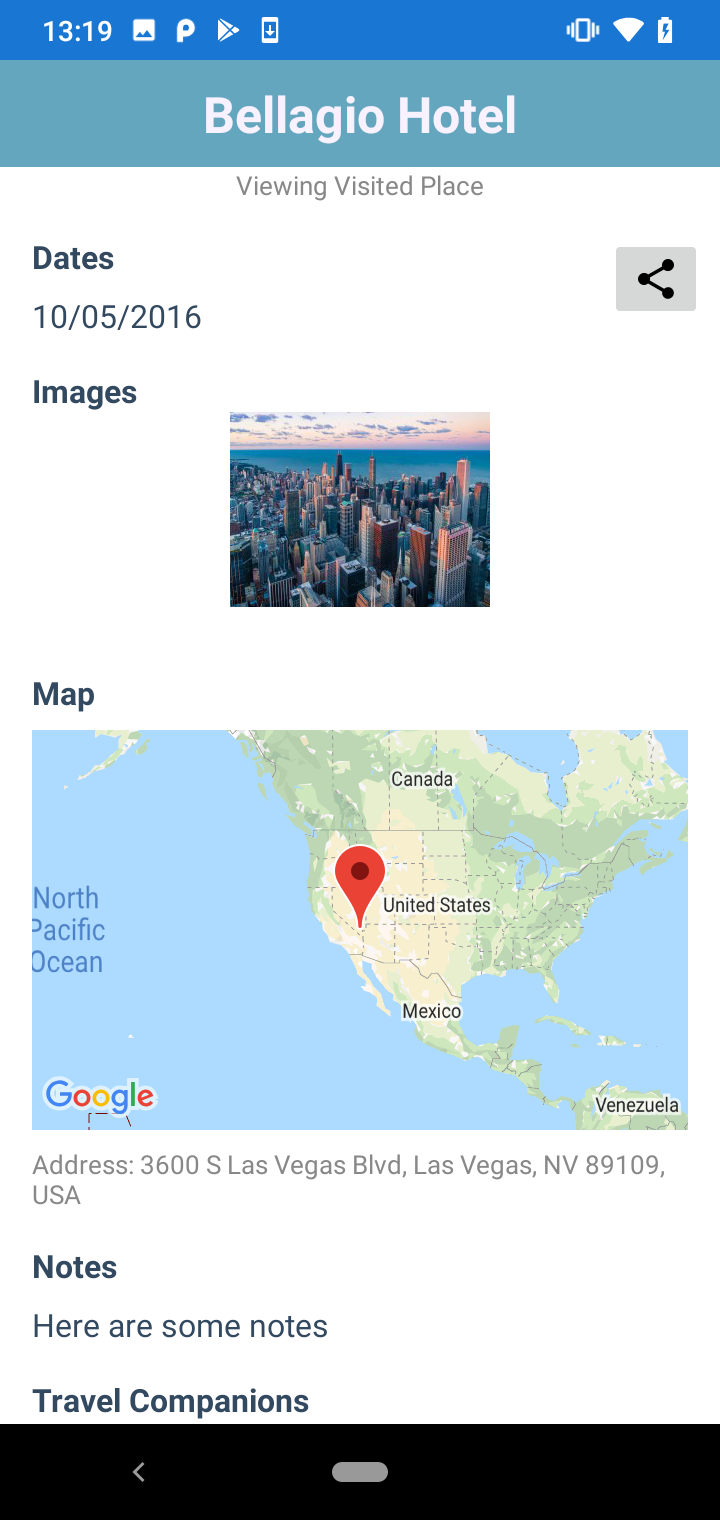 13:19
Bellagio Hotel
Viewing Visited Place
Dates
10/05/2016
Images
Map
Canada
United States
North
Pacific
Ocean
Mexico
Google
Venezuela
Address: 3600 S Las Vegas Blvd, Las Vegas, NV 89109,
USA
Notes
Here are some notes
Travel Companions